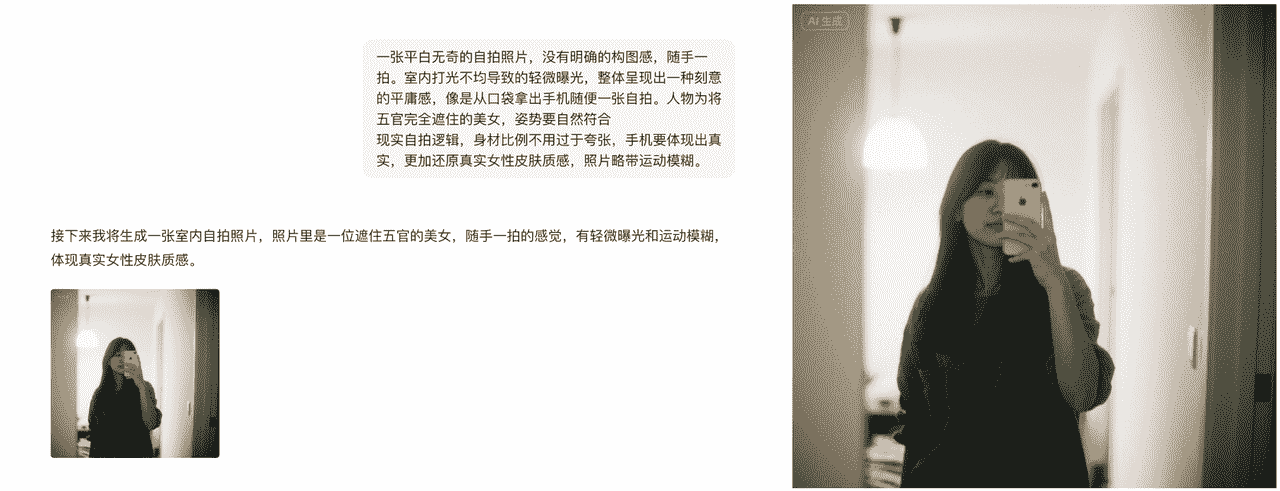 一张平白无奇的自拍照片，没有明确的构图感，随手一
拍。室内打光不均导致的轻微曝光，整体呈现出一种刻意
的平庸感，像是从口袋拿出手机随便一张自拍。人物为将
五官完全遮住的美女，姿势要自然符合
现实自拍逻辑，身材比例不用过于夸张，手机要体现出真
实，更加还原真实女性皮肤质感，照片略带运动模糊。
接下来我将生成一张室内自拍照片，照片里是一位遮住五官的美女，随手一拍的感觉，有轻微曝光和运动模糊，
体现真实女性皮肤质感。
AI 生成